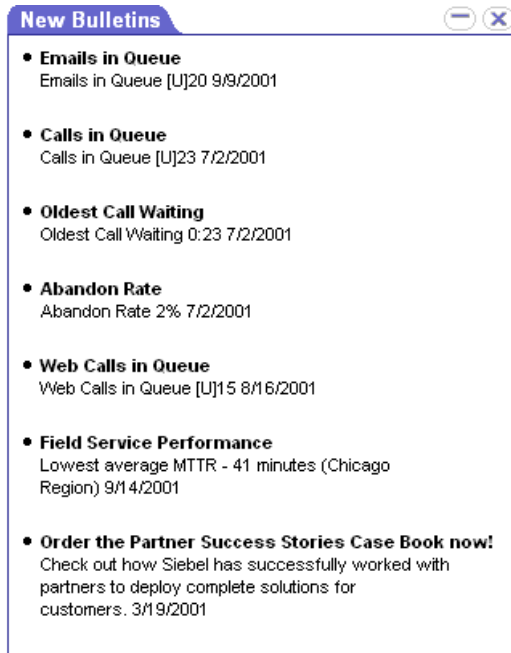 New Bulletins
Emails in Queue
Emails in Queue [U]20 9/9/2001
Calls in Queue
Calls in Queue [U]23 7/2/2001
Oldest Call Waiting
Oldest Call Waiting 0:23 7/2/2001
Abandon Rate
Abandon Rate 2% 7/2/2001
Web Calls in Queue
Web Calls in Queue [U]15 8/16/2001
Field Service Performance
Lowest average MTTR - 41 minutes (Chicago
Region) 9/14/2001
Order the Partner Success Stories Case Book now!
Check out how Siebel has successfully worked with
partners to deploy complete solutions for
customers. 3/19/2001